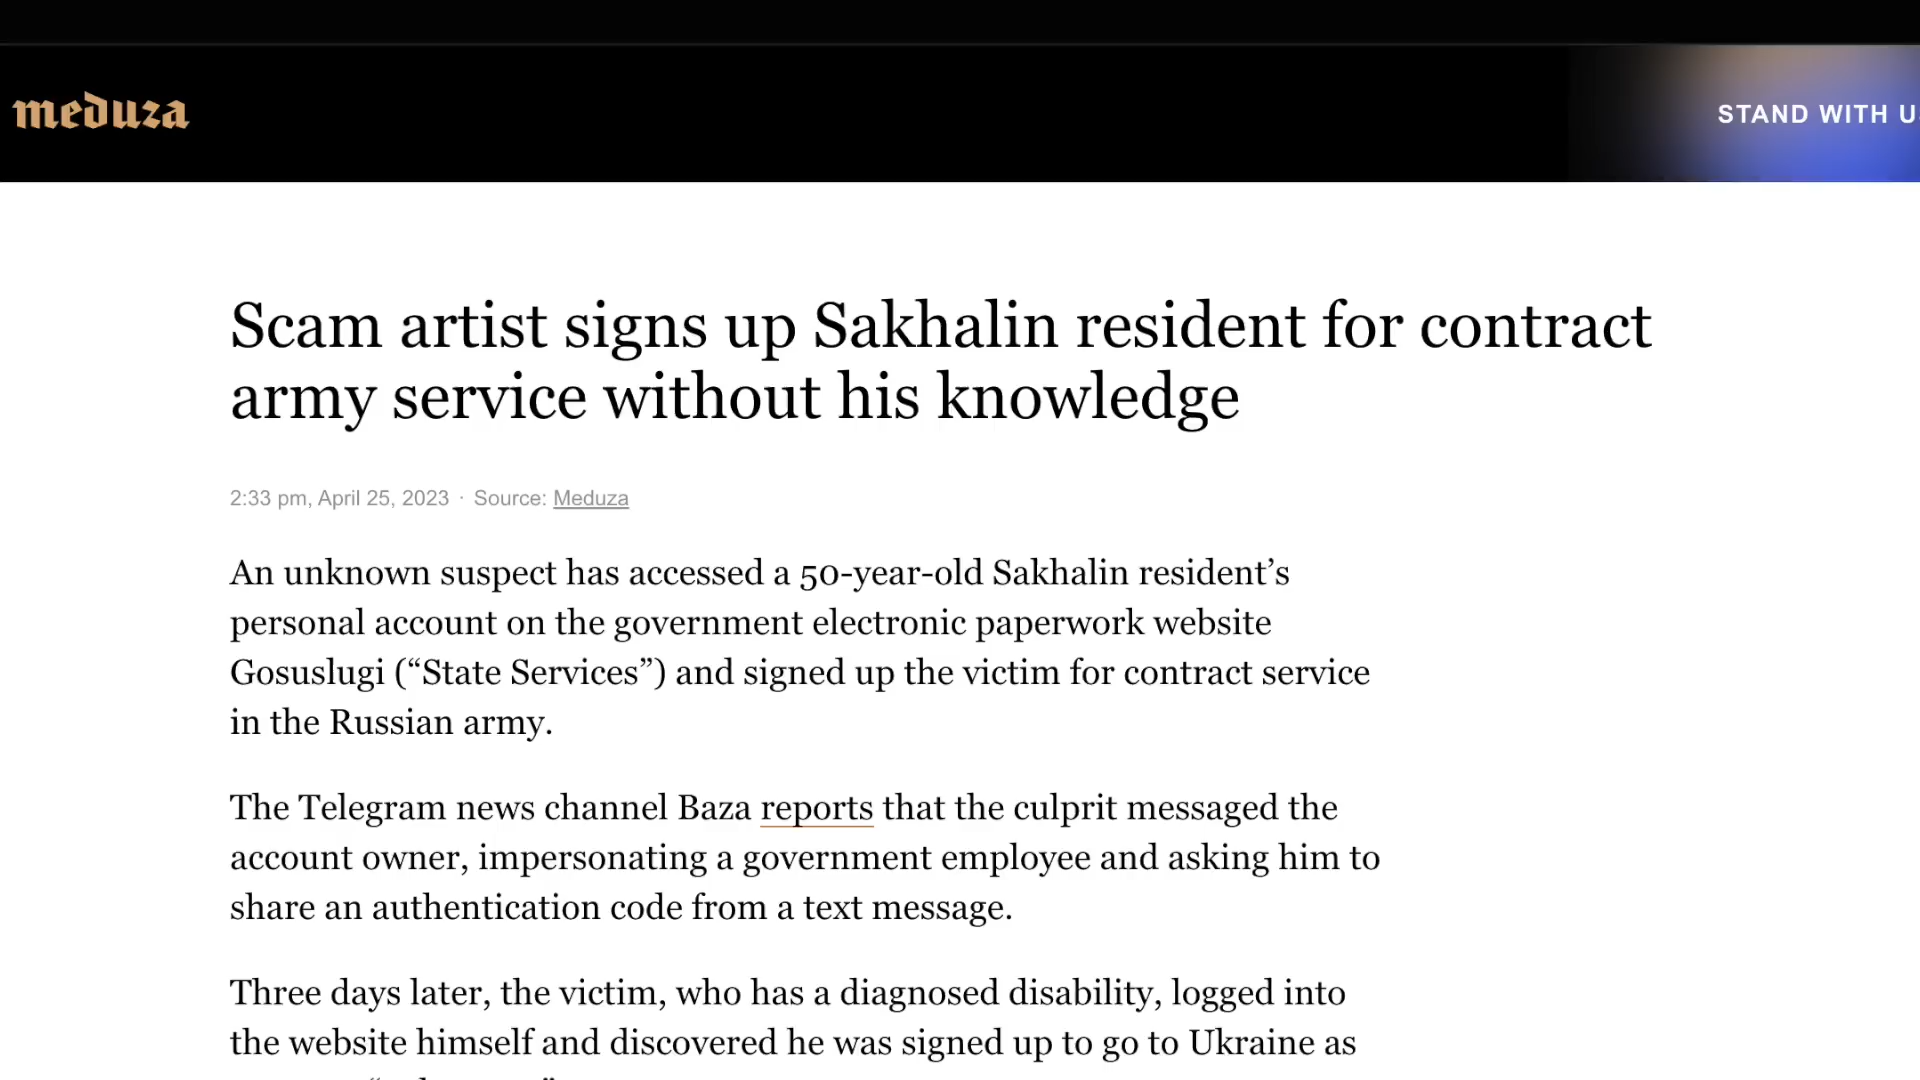 meduza
STAND WITH U
Scam artist signs up Sakhalin resident for contract
army service without his knowledge
2:33 pm, April 25, 2023 · Source: Meduza
An unknown suspect has accessed a 50-year-old Sakhalin resident’s
personal account on the government electronic paperwork website
Gosuslugi (“State Services”) and signed up the victim for contract service
in the Russian army.
The Telegram news channel Baza reports that the culprit messaged the
account owner, impersonating a government employee and asking him to
share an authentication code from a text message.
Three days later, the victim, who has a diagnosed disability, logged into
the website himself and discovered he was signed up to go to Ukraine as